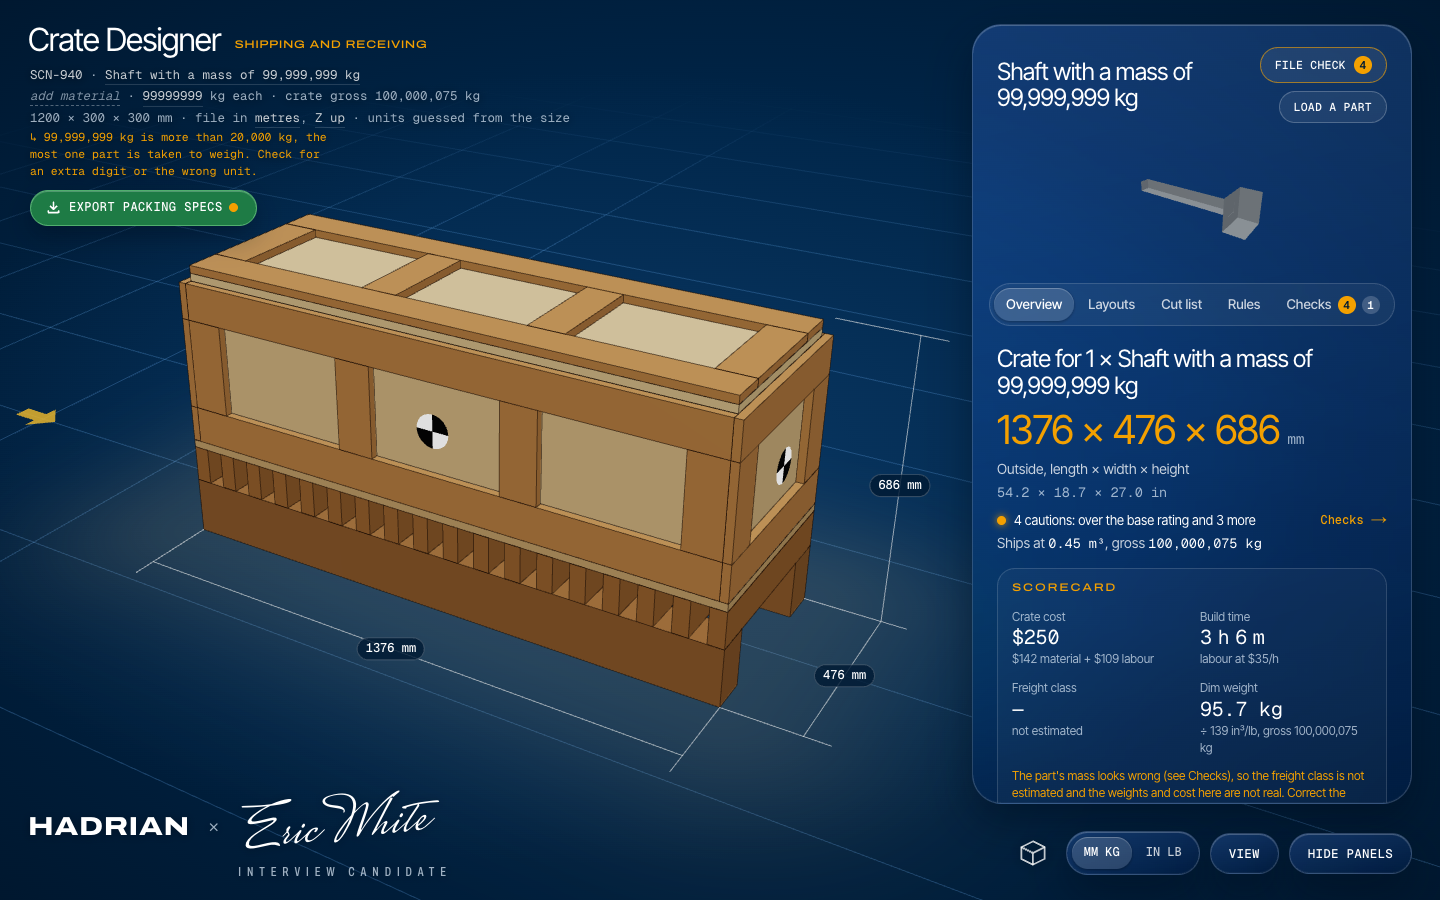 Crate Designer SHIPPING AND RECEIVING
SCN-940 · Shaft with a mass of 99,999,999 kg
add material · 99999999 kg each · crate gross 100,000,075 kg
1200 × 300 × 300 mm · file in metres, Z up · units guessed from the size
↳ 99,999,999 kg is more than 20,000 kg, the
most one part is taken to weigh. Check for
an extra digit or the wrong unit.
EXPORT PACKING SPECS
686 mm
1376 mm
476 mm
HADRIAN × Eric White
INTERVIEW CANDIDATE
Shaft with a mass of
99,999,999 kg
FILE CHECK 4
LOAD A PART
Overview Layouts Cut list Rules Checks 4 1
Crate for 1 × Shaft with a mass of
99,999,999 kg
1376 × 476 × 686 mm
Outside, length × width × height
54.2 × 18.7 × 27.0 in
4 cautions: over the base rating and 3 more Checks →
Ships at 0.45 m³, gross 100,000,075 kg
SCORECARD
Crate cost
$250
$142 material + $109 labour
Build time
3 h 6 m
labour at $35/h
Freight class
–
not estimated
Dim weight
95.7 kg
÷ 139 in³/lb, gross 100,000,075
kg
The part's mass looks wrong (see Checks), so the freight class is not
estimated and the weights and cost here are not real. Correct the
MM KG IN LB VIEW HIDE PANELS